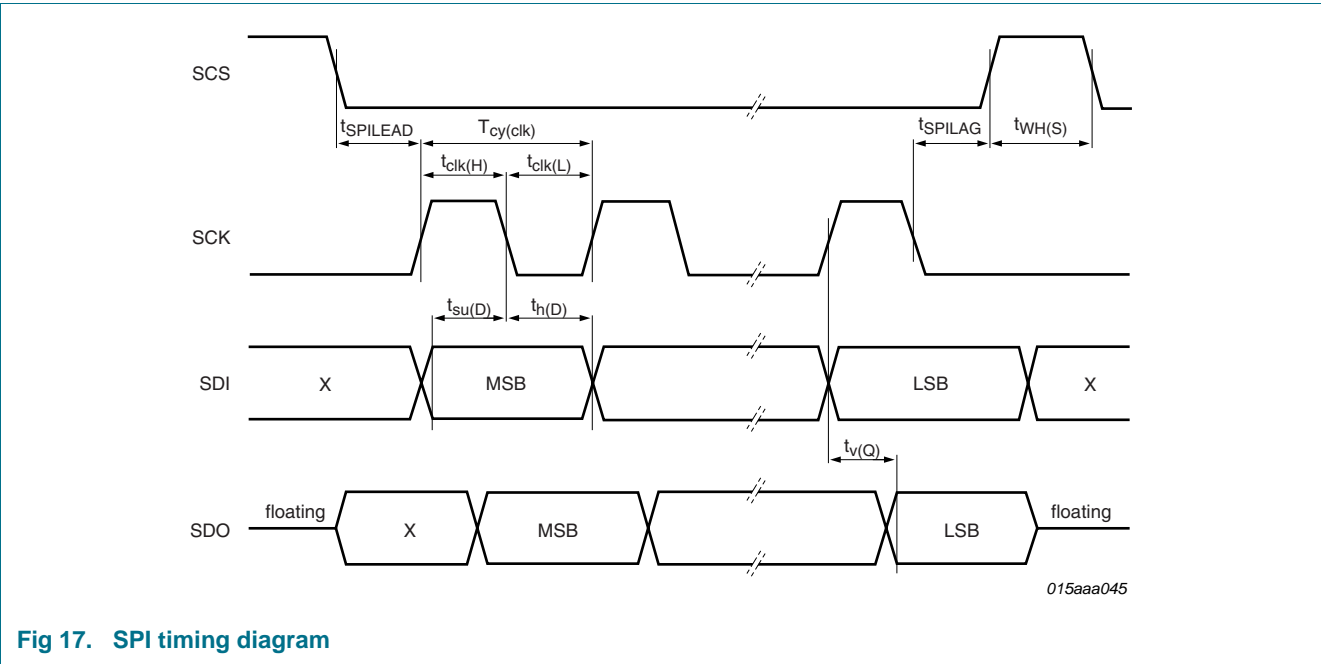 SCS
tSPILEAD
Tcy(clk)
tSPILAG
tWH(S)
tclk(H)
tclk(L)
SCK
tsu(D)
th(D)
SDI
X
MSB
LSB
X
tv(Q)
SDO
floating
X
MSB
LSB
floating
015aaa045
Fig 17. SPI timing diagram